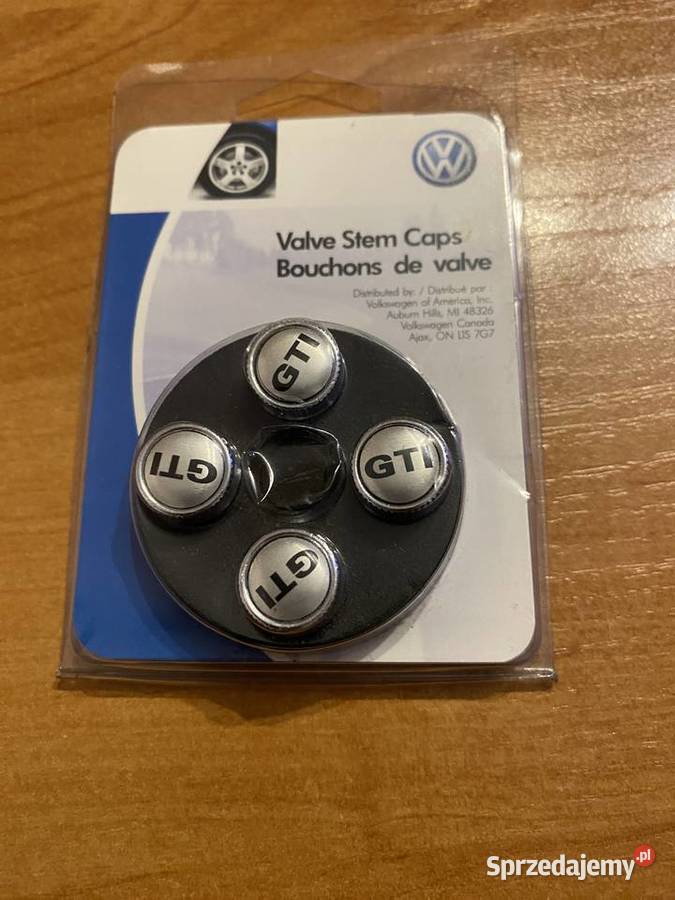 VW
Valve Stem Caps
Bouchons de valve
Distributed by: / Distribué par :
Volkswagen of America, Inc.
Auburn Hills, MI 48326
Volkswagen Canada
Ajax, ON L1S 7G7
GTI
GTI
GTI
GTI
Sprzedajemy.pl